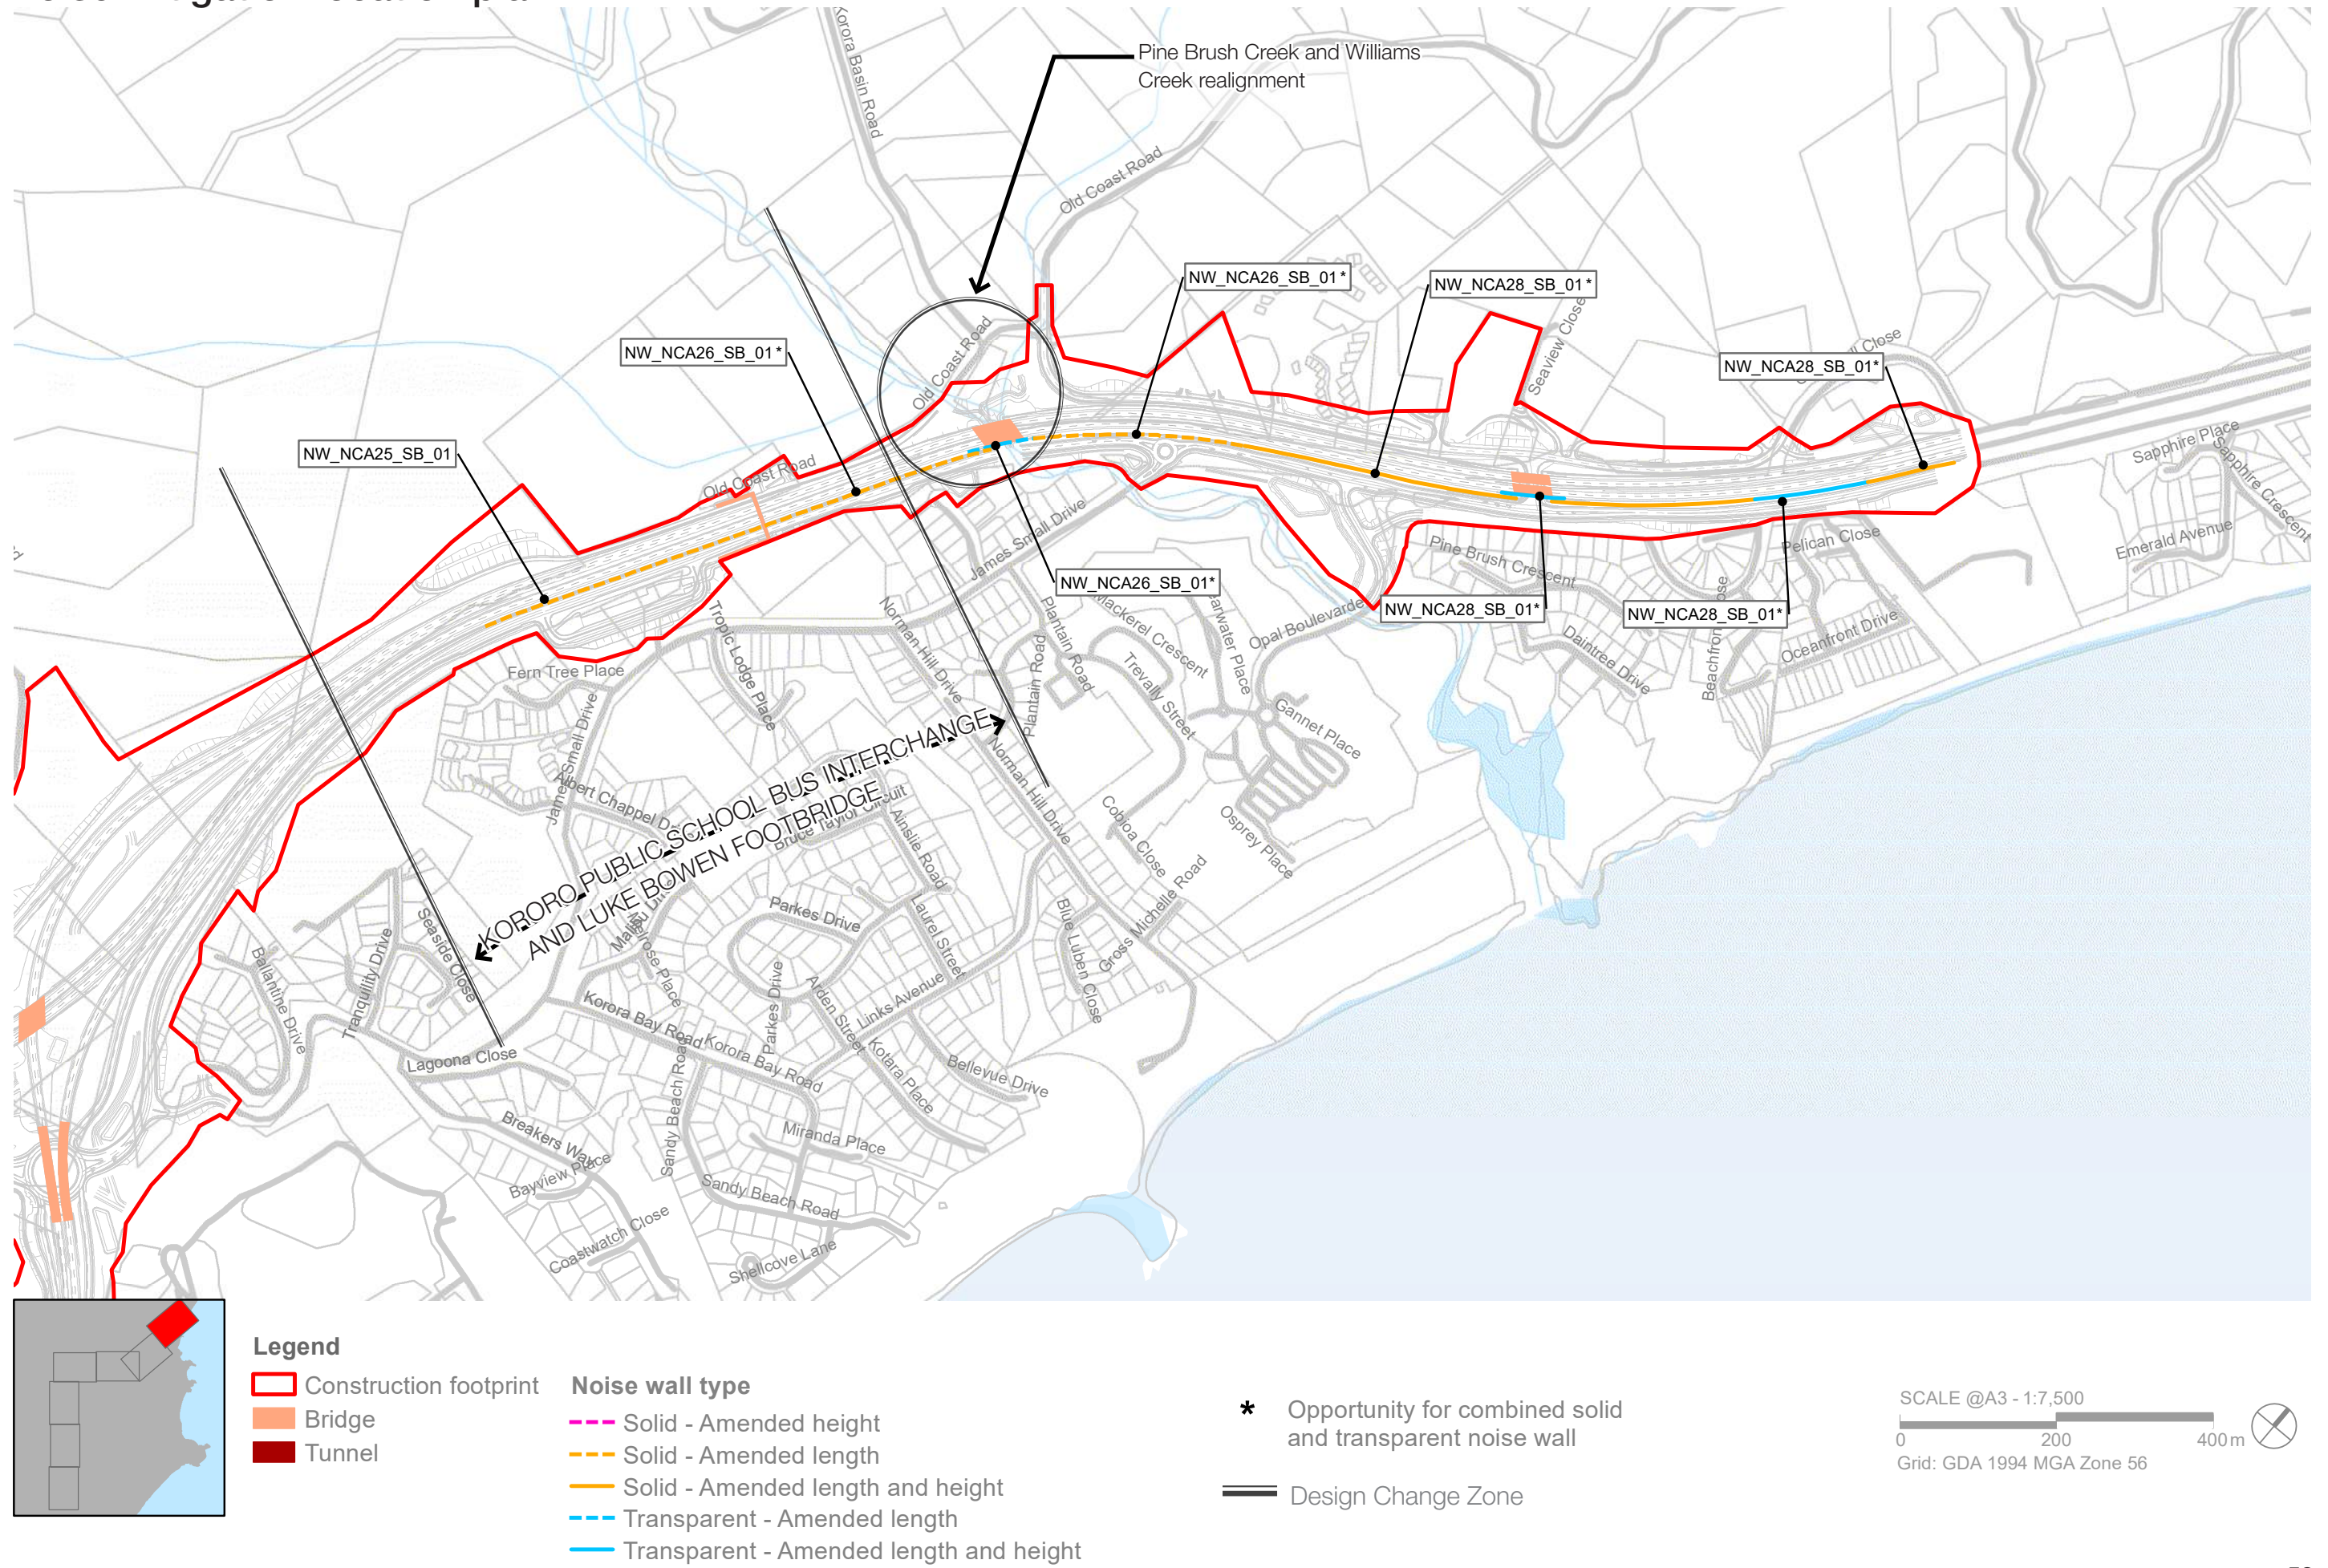 Pine Brush Creek and Williams
Creek realignment
Korora Basin Road
Old Coast Road
NW_NCA26_SB_01*
NW_NCA28_SB_01*
NW_NCA26_SB_01*
Old Coast Road
Seaview Close
Close
NW_NCA28_SB_01*
NW_NCA25_SB_01
Old Coast Road
Sapphire Place
Sapphire Crescent
Emerald Avenue
James Small Drive
Pine Brush Crescent
Pelican Close
NW_NCA26_SB_01*
NW_NCA28_SB_01*
NW_NCA28_SB_01*
Mackerel Crescent
Opal Boulevarde
Plantain Road
Plantain Road
Trevally Street
Place
Gannet Place
Daintree Drive
Oceanfront Drive
Tropic Lodge Place
Norman Hill Drive
Norman Hill Drive
Fern Tree Place
James Small Drive
KORORO PUBLIC SCHOOL BUS INTERCHANGE
AND LUKE BOWEN FOOTBRIDGE
Albert Chappel
Bruce Taylor Circuit
Ainslie Road
Cobioa Close
Osprey Place
Gross Michelle Road
Blue Luben Close
Parkes Drive
Laurel Street
Melrose Place
Parkes Drive
Arden Street
Links Avenue
Seaside Close
Tranquility Drive
Ballantine Drive
Lagoona Close
Korora Bay Road
Korora Bay Road
Kotara Place
Bellevue Drive
Sandy Beach Road
Miranda Place
Breakers Way
Bayview Place
Sandy Beach Road
Coastwatch Close
Shellcove Lane
Legend
Construction footprint
Bridge
Tunnel
Noise wall type
Solid - Amended height
Solid - Amended length
Solid - Amended length and height
Transparent - Amended length
Transparent - Amended length and height
* Opportunity for combined solid
and transparent noise wall
Design Change Zone
SCALE @A3 - 1:7,500
0 200 400 m
Grid: GDA 1994 MGA Zone 56